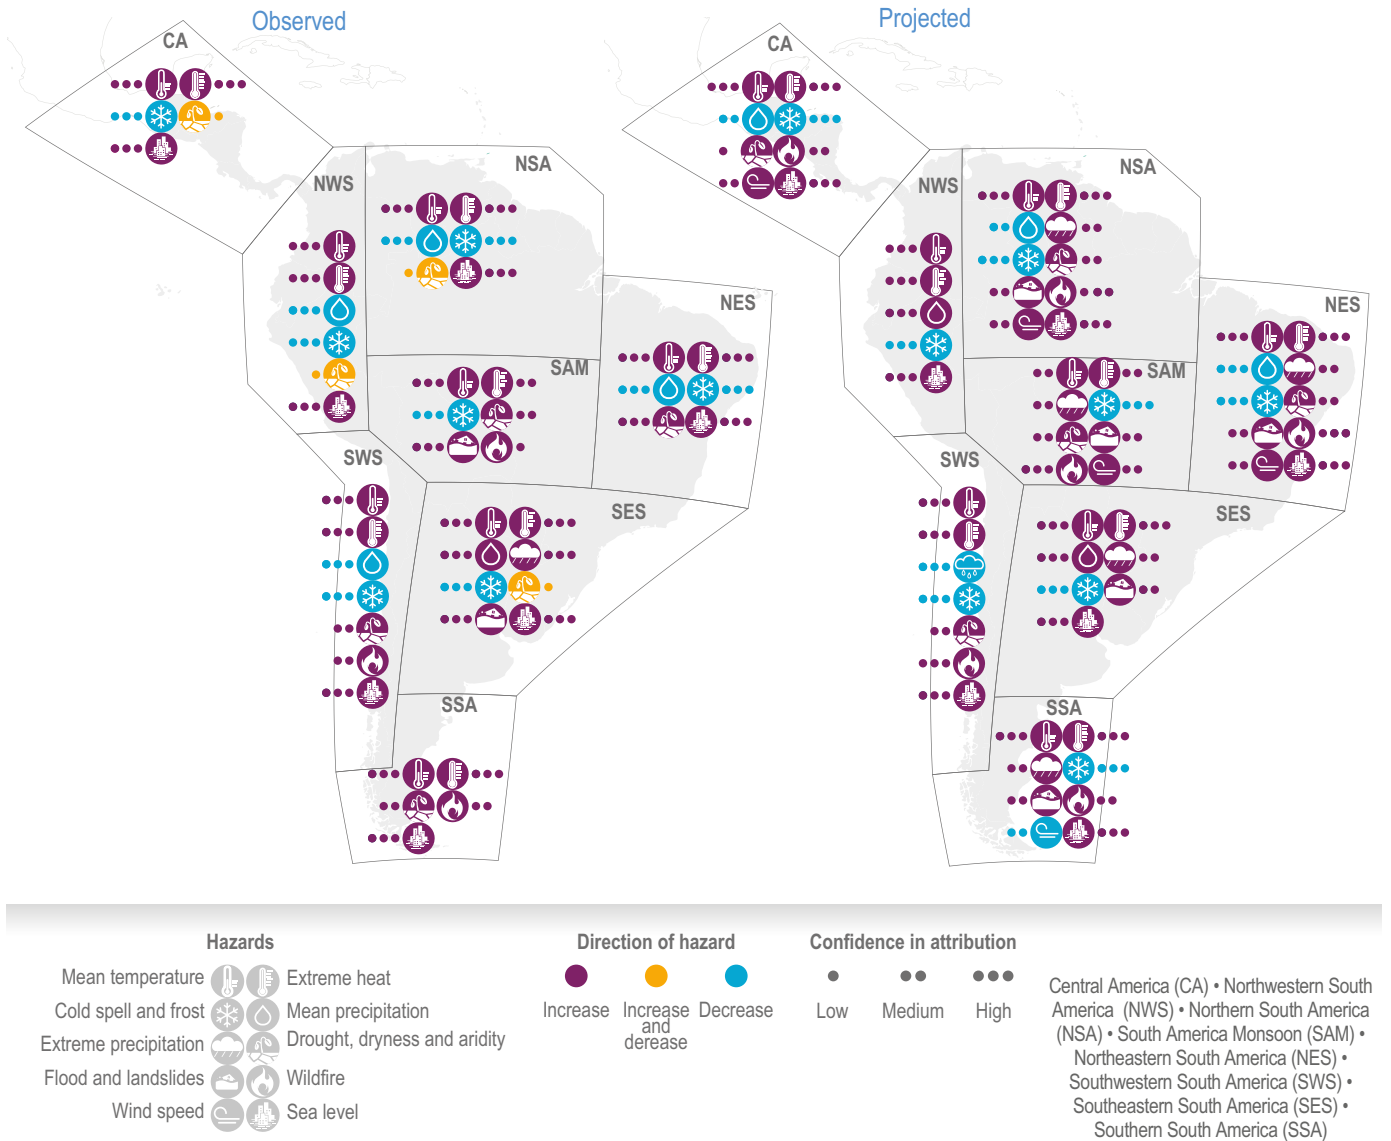 Observed
Projected
CA
CA
NSA
NWS
NSA
NWS
NES
NES
SAM
SAM
SWS
SWS
SES
SES
SSA
SSA
Hazards
Mean temperature
Extreme heat
Cold spell and frost
Mean precipitation
Extreme precipitation
Drought, dryness and aridity
Flood and landslides
Wildfire
Wind speed
Sea level
Direction of hazard
Increase
Increase
and
derease
Decrease
Confidence in attribution
Low
Medium
High
Central America (CA) • Northwestern South
America (NWS) • Northern South America
(NSA) • South America Monsoon (SAM) •
Northeastern South America (NES) •
Southwestern South America (SWS) •
Southeastern South America (SES) •
Southern South America (SSA)